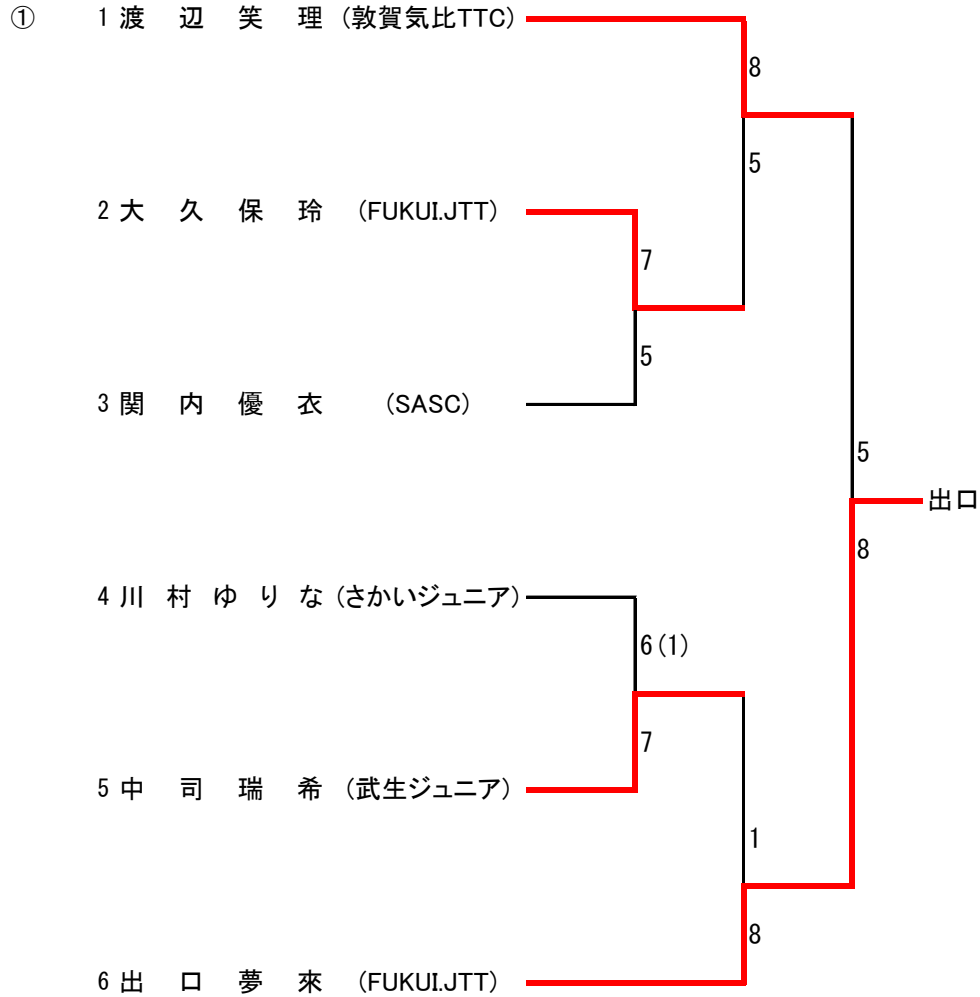 ① 1 渡辺笑理 (敦賀気比TTC)
8
5
2 大久保玲 (FUKUI.JTT)
7
5
3 関内優衣 (SASC)
5
出口
8
4 川村ゆりな (さかいジュニア)
6(1)
7
5 中司瑞希 (武生ジュニア)
1
8
6 出口夢來 (FUKUI.JTT)